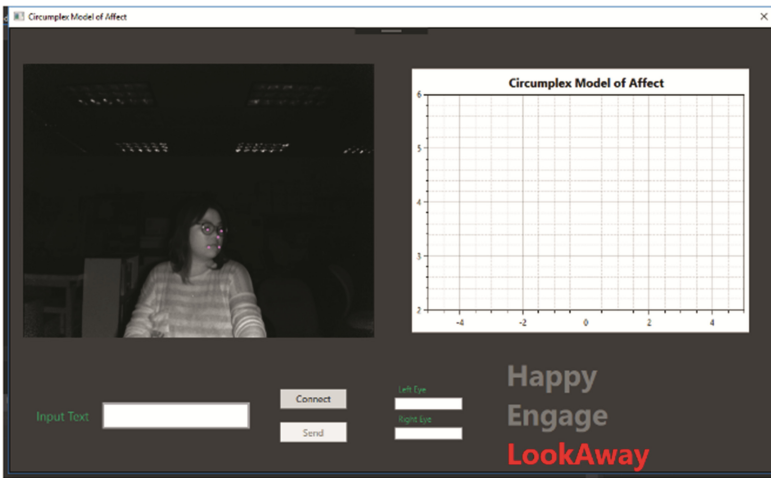 Circumplex Model of Affect
Circumplex Model of Affect
6
5
4
3
2
-4 -2 0 2 4
Input Text
Connect
Send
Left Eye
Right Eye
Happy
Engage
LookAway